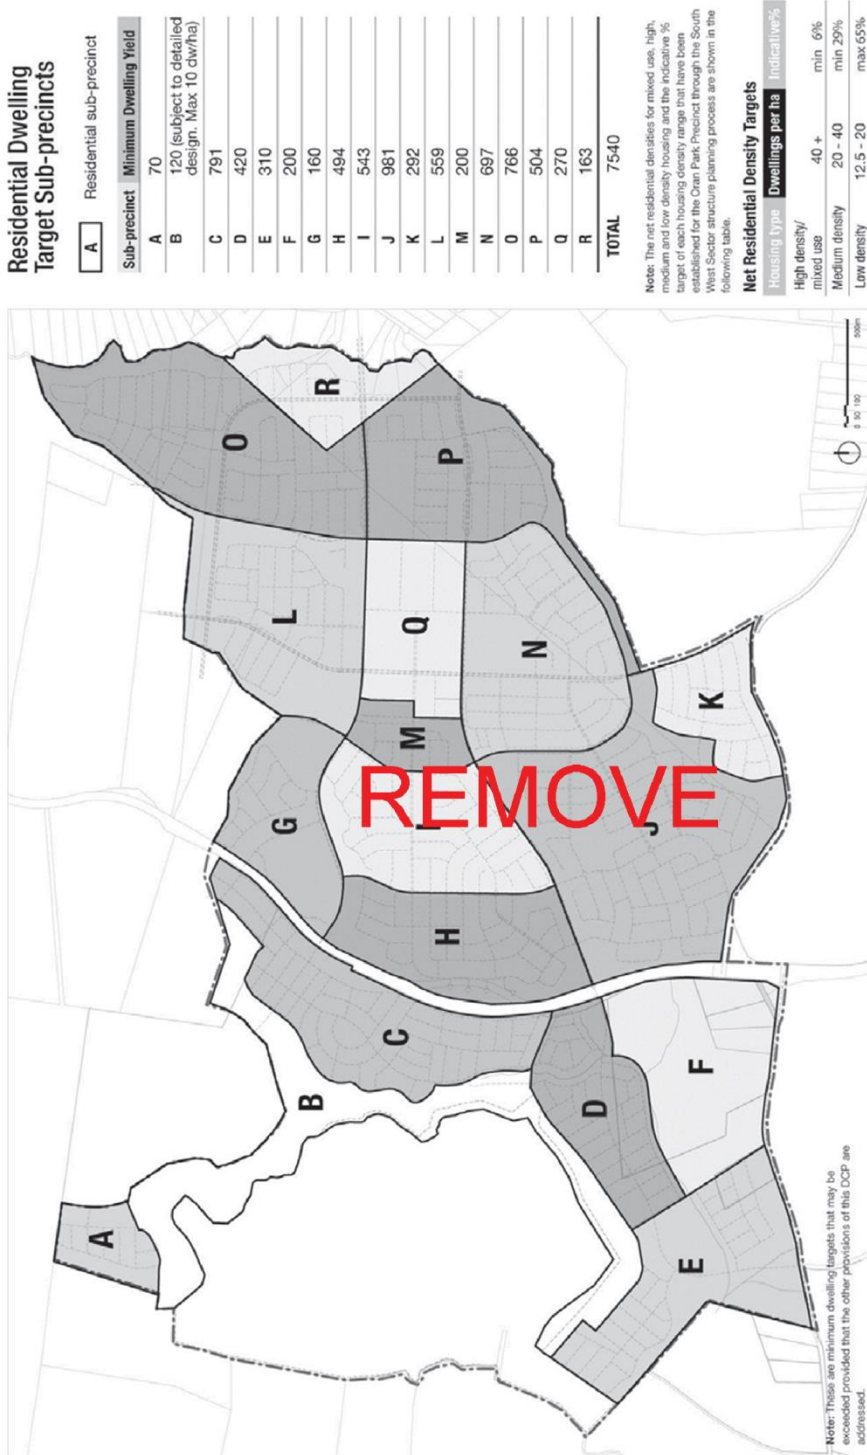 Residential Dwelling
Target Sub-precincts
A Residential sub-precinct
Sub-precinct Minimum Dwelling Yield
A 70
B 120 (subject to detailed
design. Max 10 dw/ha)
C 791
D 420
E 310
F 200
G 160
H 494
I 543
J 981
K 292
L 559
M 200
N 697
O 766
P 504
Q 270
R 163
TOTAL 7540
Note: The net residential densities for mixed use, high,
medium and low density housing and the indicative %
target of each housing density range that have been
established for the Oran Park Precinct through the South
West Sector structure planning process are shown in the
following table.
Net Residential Density Targets
Housing type Dwellings per ha Indicative%
High density/
mixed use 40 + min 6%
Medium density 20 - 40 min 29%
Low density 12.5 - 20 max 65%
A
B
C
D
E
F
G
H
I
J
K
L
M
N
O
P
Q
R
REMOVE
0 50 100 500m
Note: These are minimum dwelling targets that may be
exceeded provided that the other provisions of this DCP are
addressed.